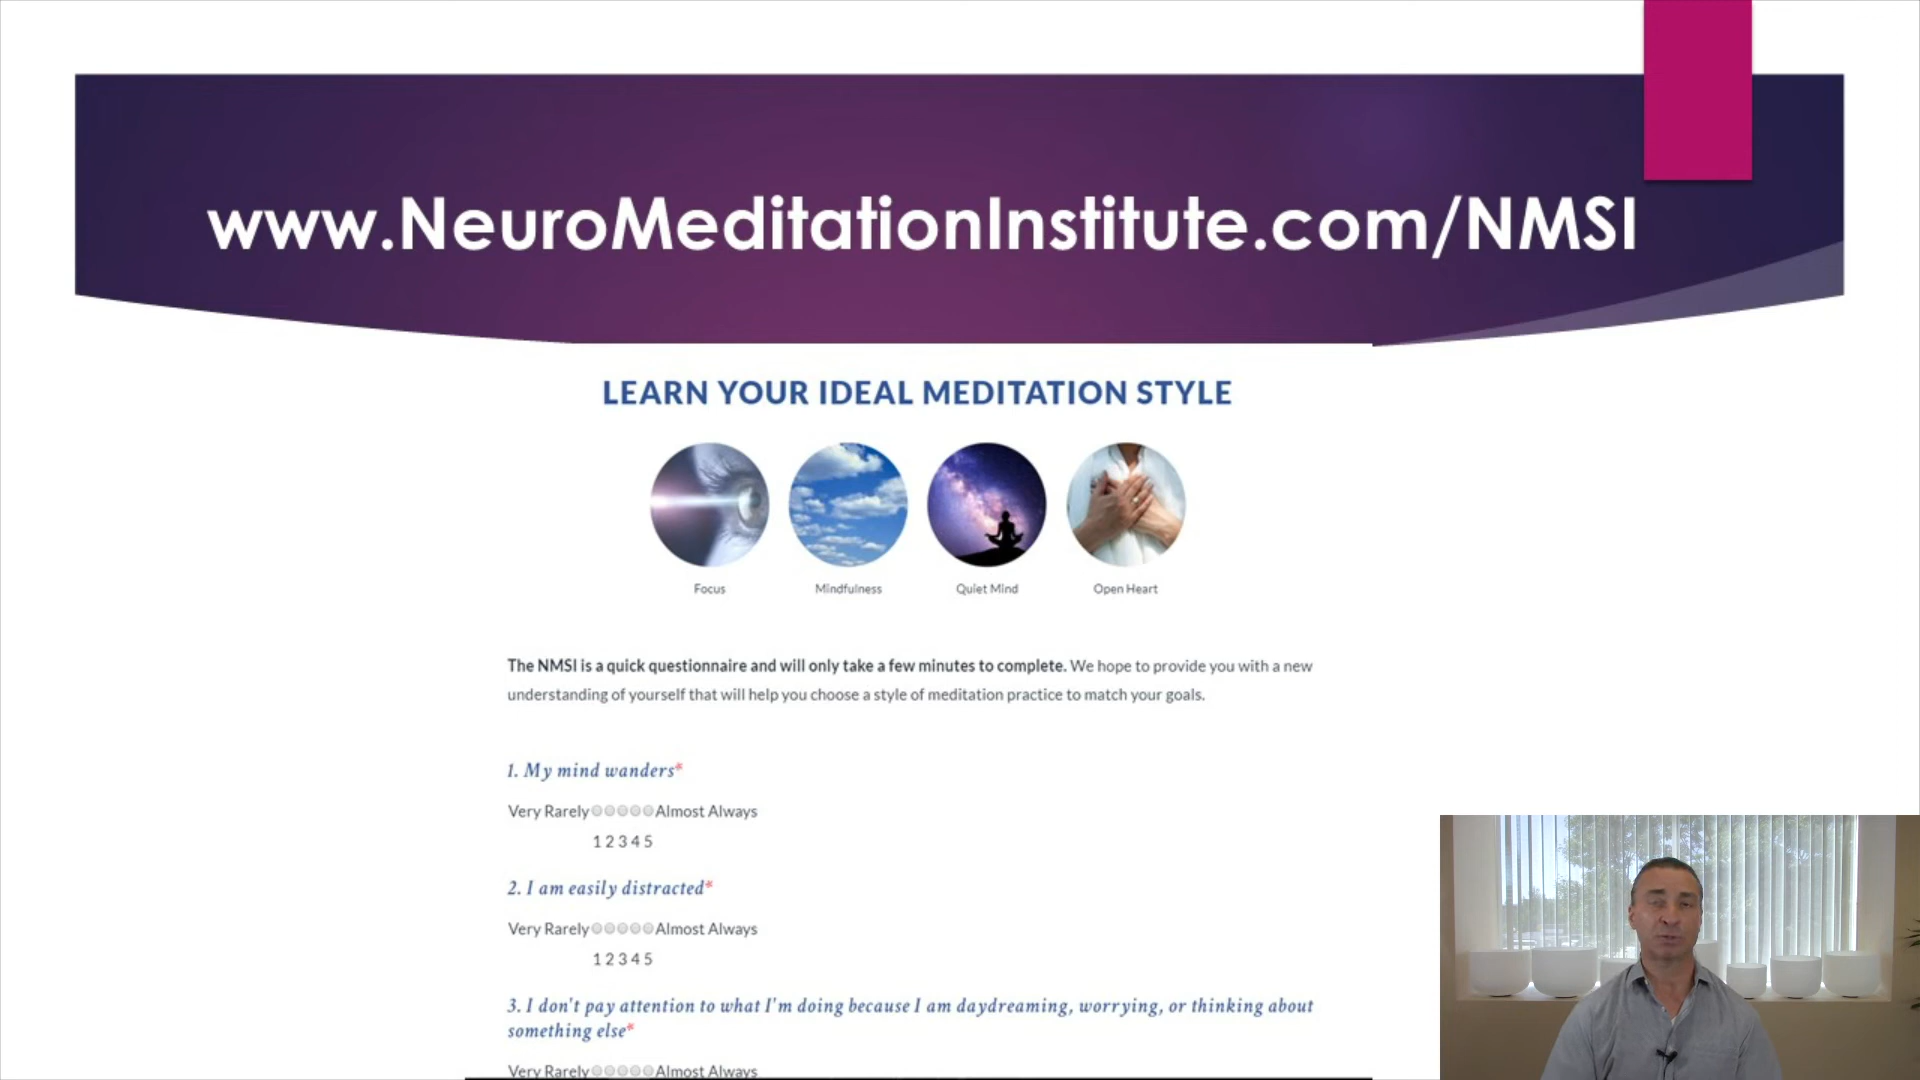 www.NeuroMeditationInstitute.com/NMSI
LEARN YOUR IDEAL MEDITATION STYLE
Focus
Mindfulness
Quiet Mind
Open Heart
The NMSI is a quick questionnaire and will only take a few minutes to complete. We hope to provide you with a new
understanding of yourself that will help you choose a style of meditation practice to match your goals.
1. My mind wanders*
Very Rarely Almost Always
1 2 3 4 5
2. I am easily distracted*
Very Rarely Almost Always
1 2 3 4 5
3. I don't pay attention to what I'm doing because I am daydreaming, worrying, or thinking about
something else*
Very Rarely Almost Always